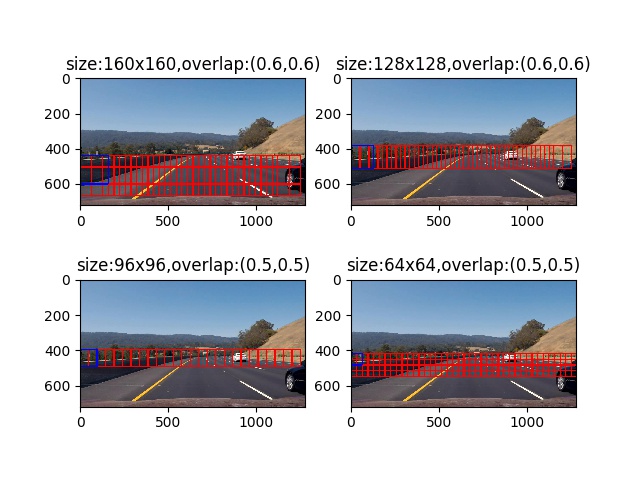 size:160x160,overlap:(0.6,0.6)
0
200
400
600
0 500 1000
size:128x128,overlap:(0.6,0.6)
0
200
400
600
0 500 1000
size:96x96,overlap:(0.5,0.5)
0
200
400
600
0 500 1000
size:64x64,overlap:(0.5,0.5)
0
200
400
600
0 500 1000